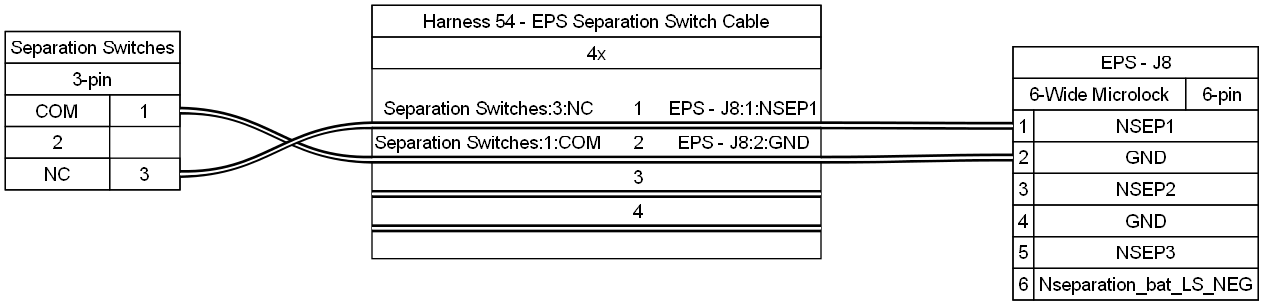 Separation Switches
3-pin
COM 1
2
NC 3
Harness 54 - EPS Separation Switch Cable
4x
Separation Switches:3:NC 1 EPS - J8:1:NSEP1
Separation Switches:1:COM 2 EPS - J8:2:GND
3
4
EPS - J8
6-Wide Microlock 6-pin
1 NSEP1
2 GND
3 NSEP2
4 GND
5 NSEP3
6 Nseparation_bat_LS_NEG